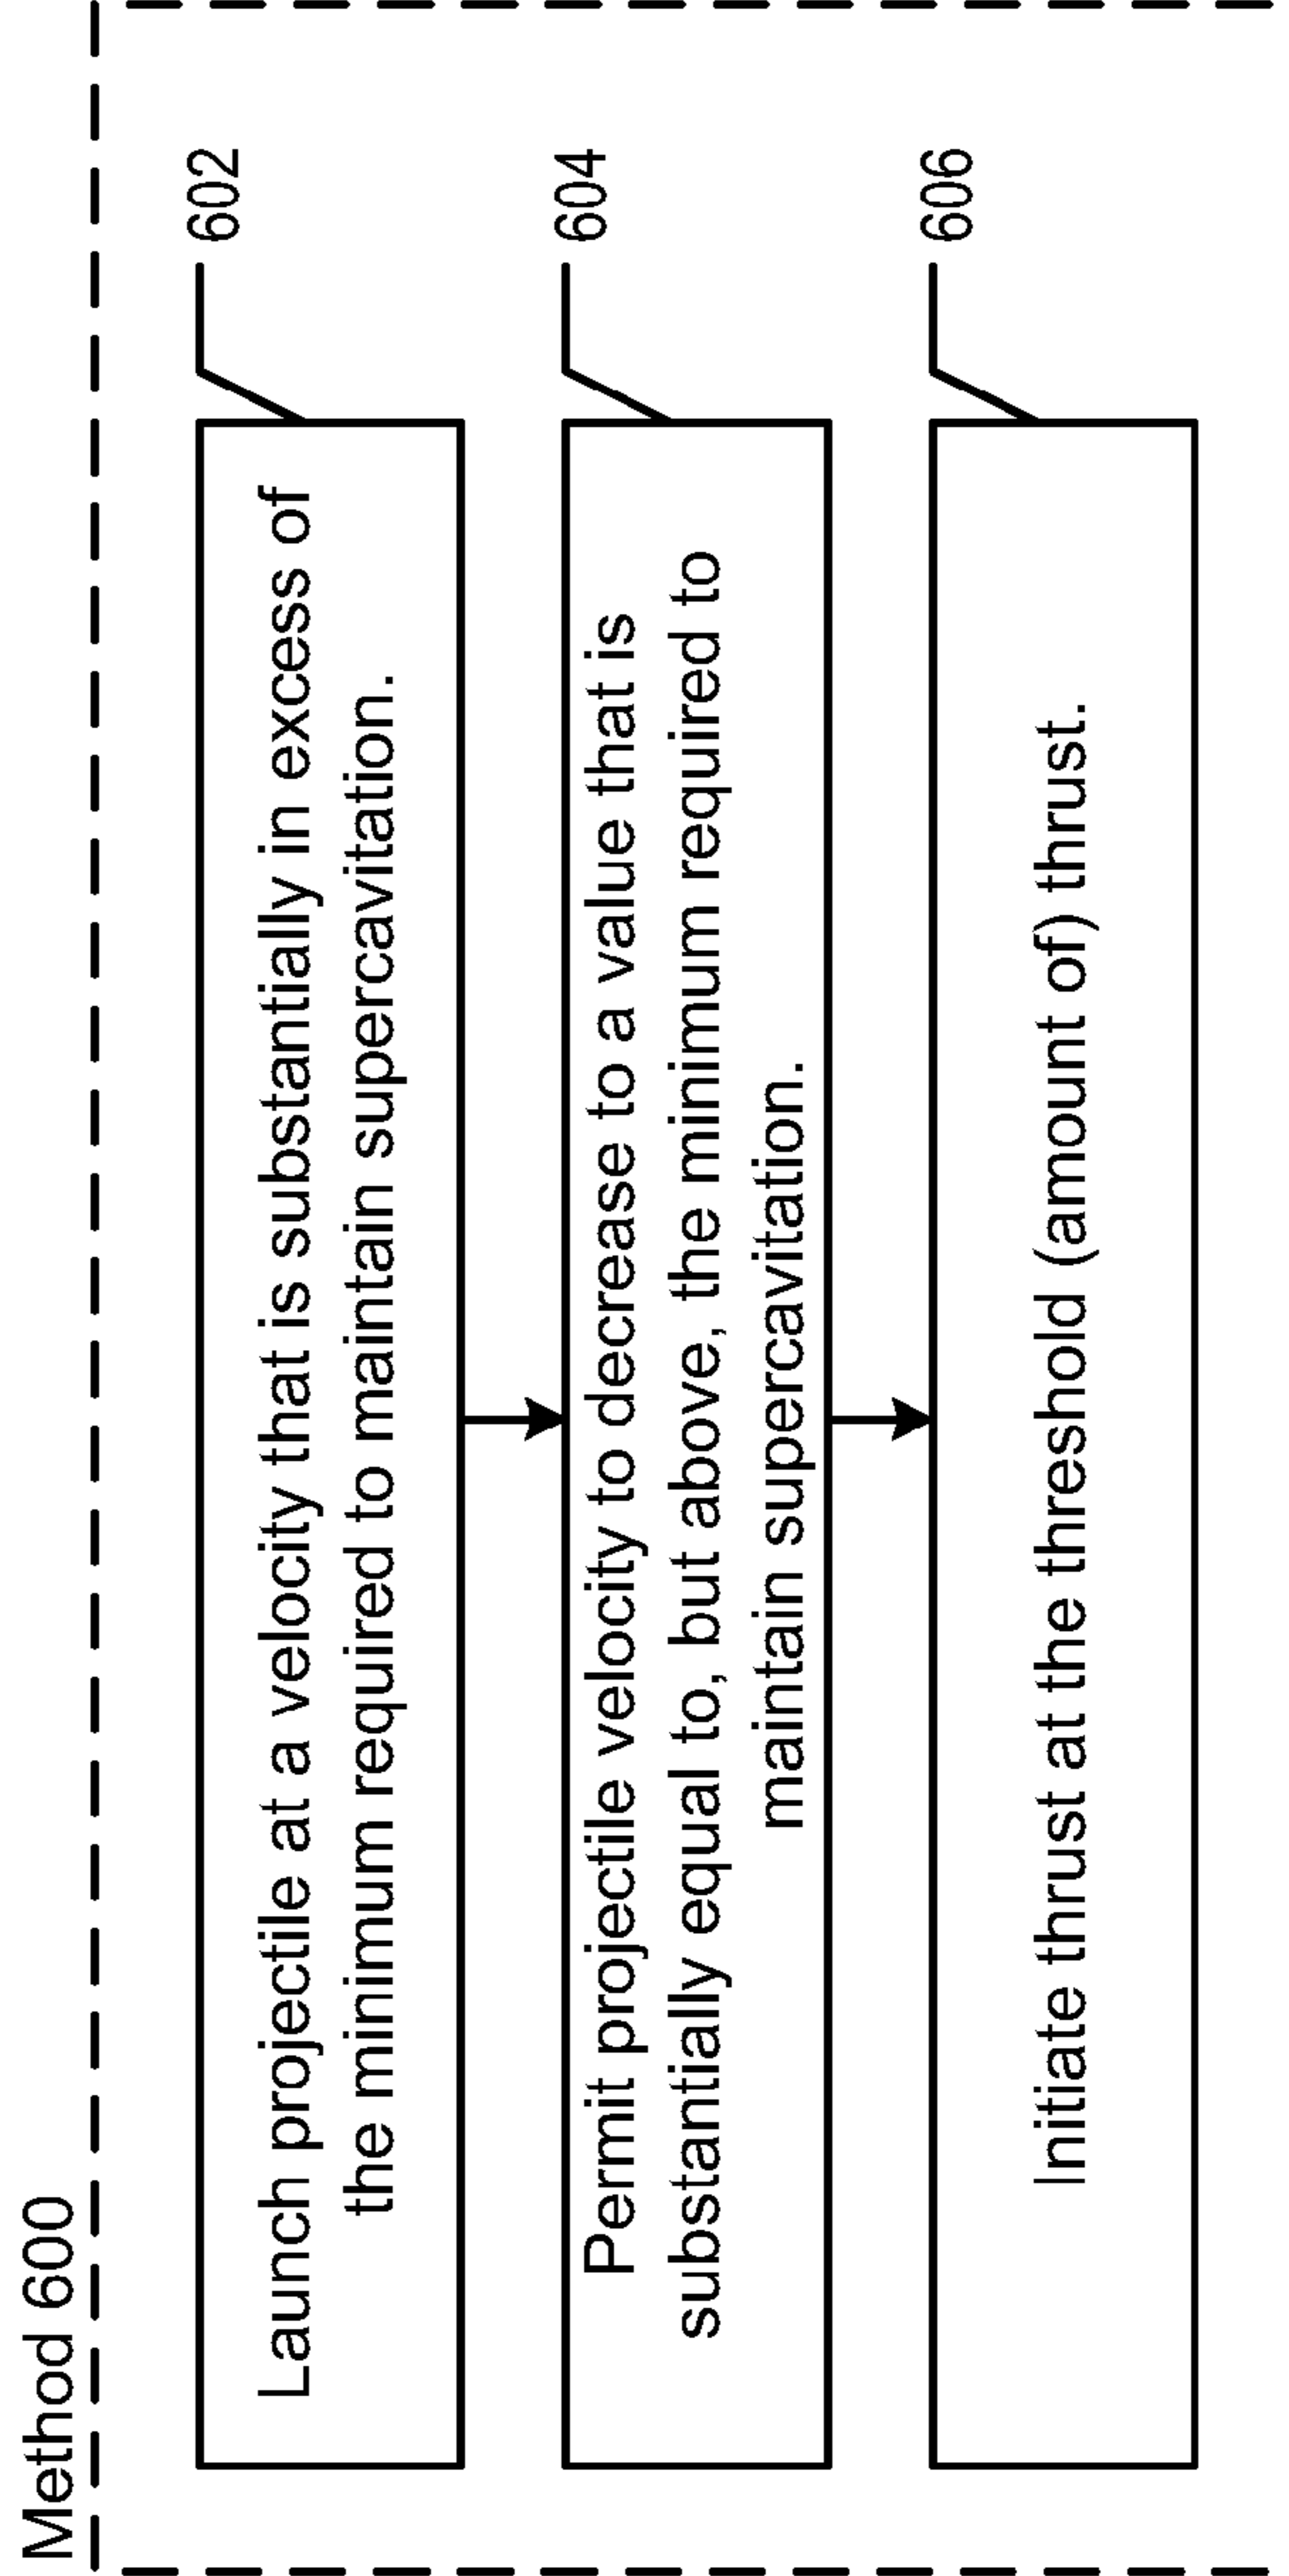 Method 600
Launch projectile at a velocity that is substantially in excess of
the minimum required to maintain supercavitation.
602
Permit projectile velocity to decrease to a value that is
substantially equal to, but above, the minimum required to
maintain supercavitation.
604
Initiate thrust at the threshold (amount of) thrust.
606